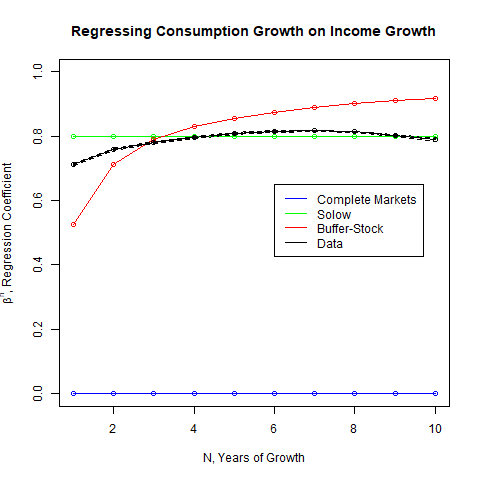 Regressing Consumption Growth on Income Growth
β^n, Regression Coefficient
1.0
0.8
0.6
0.4
0.2
0.0
Complete Markets
Solow
Buffer-Stock
Data
2 4 6 8 10
N, Years of Growth